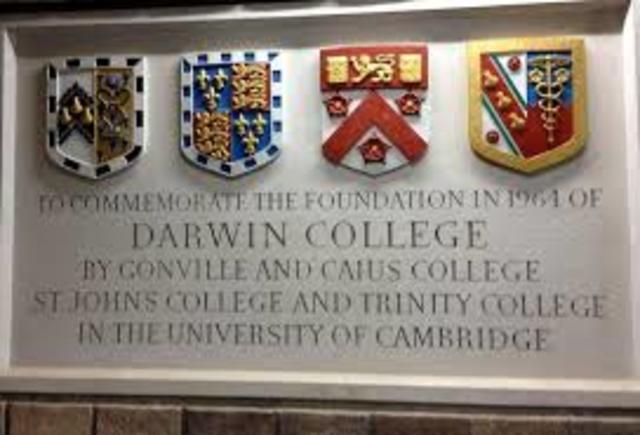 TO COMMEMORATE THE FOUNDATION IN 1964 OF
DARWIN COLLEGE
BY GONVILLE AND CAIUS COLLEGE
ST. JOHN'S COLLEGE AND TRINITY COLLEGE
IN THE UNIVERSITY OF CAMBRIDGE